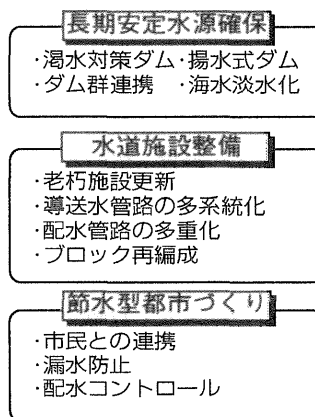 長期安定水源確保
・渇水対策ダム・揚水式ダム
・ダム群連携 ・海水淡水化
水道施設整備
・老朽施設更新
・導送水管路の多系統化
・配水管路の多重化
・ブロック再編成
節水型都市づくり
・市民との連携
・漏水防止
・配水コントロール